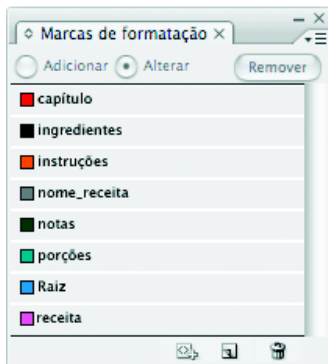 Marcas de formatação
Adicionar Alterar Remover
capítulo
ingredientes
instruções
nome_receita
notas
porções
Raiz
receita